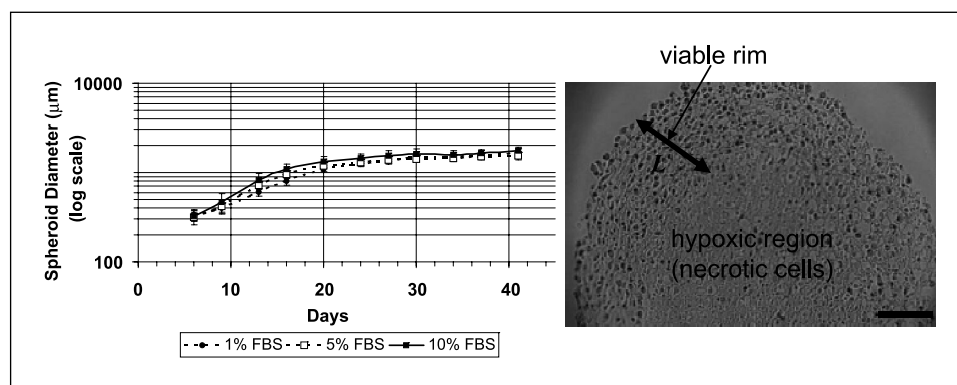 Spheroid Diameter (μm)
(log scale)
10000
100
0 10 20 30 40
Days
1% FBS 5% FBS 10% FBS
viable rim
L
hypoxic region
(necrotic cells)